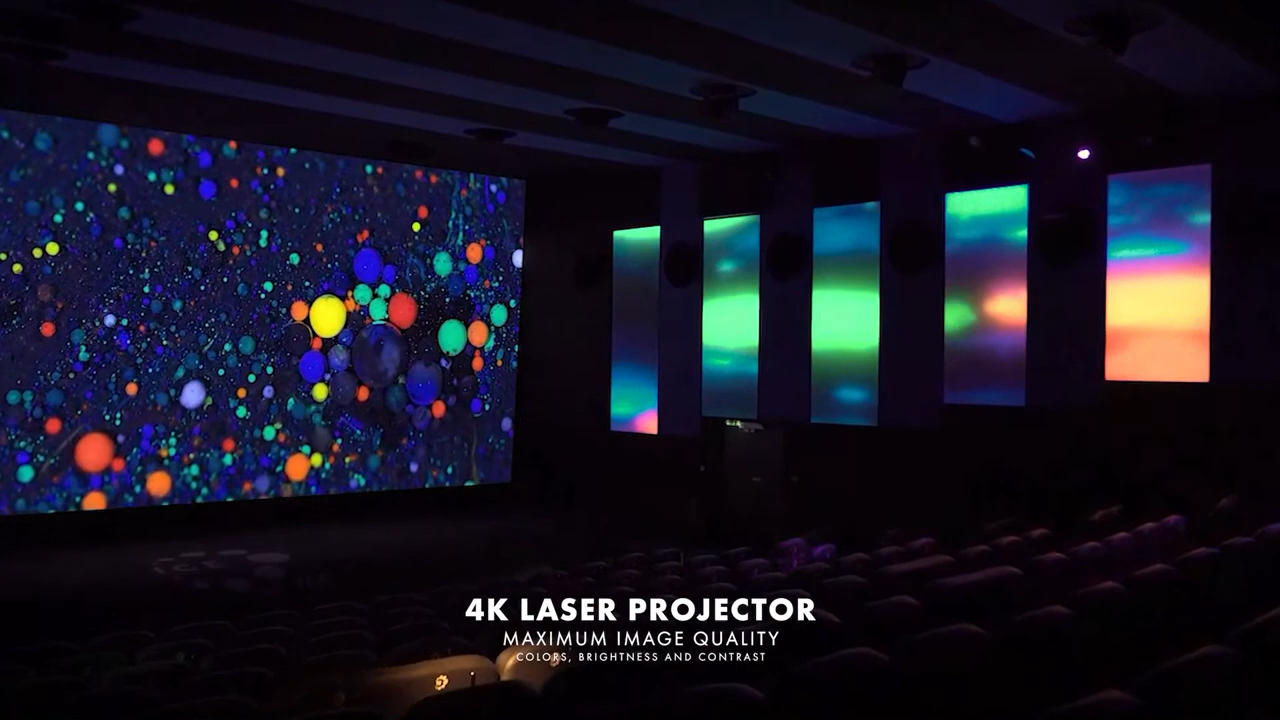 4K LASER PROJECTOR
MAXIMUM IMAGE QUALITY
COLORS, BRIGHTNESS AND CONTRAST